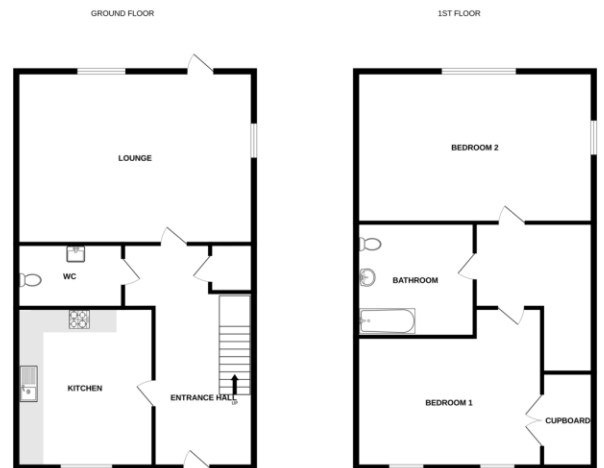 GROUND FLOOR
1ST FLOOR
LOUNGE
BEDROOM 2
WC
BATHROOM
KITCHEN
ENTRANCE HALL
UP
BEDROOM 1
CUPBOARD